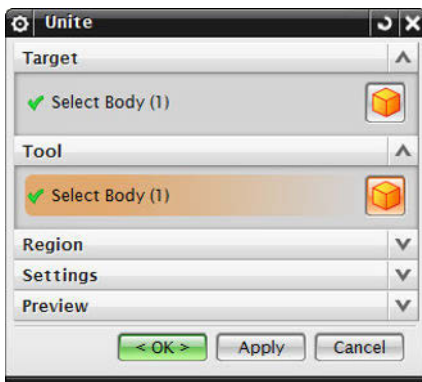 Unite
Target
Select Body (1)
Tool
Select Body (1)
Region
Settings
Preview
< OK > Apply Cancel